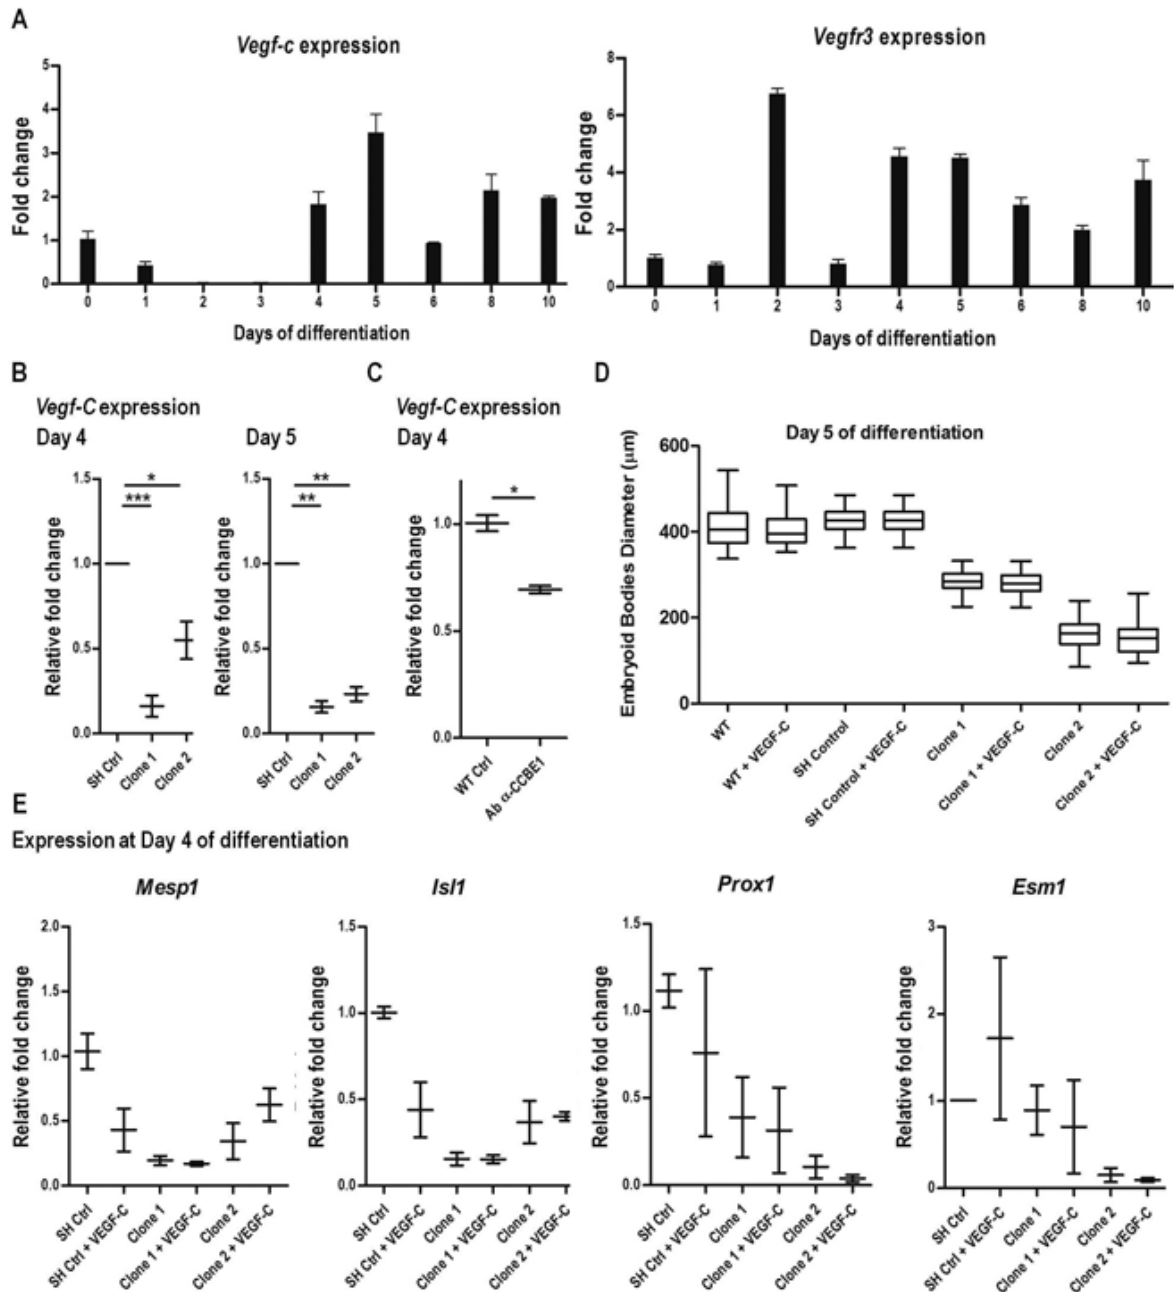 A
Vegf-c expression
Fold change
5
4
3
2
1
0
0 1 2 3 4 5 6 8 10
Days of differentiation
Vegfr3 expression
Fold change
8
6
4
2
0
0 1 2 3 4 5 6 8 10
Days of differentiation
B
Vegf-C expression
Day 4
Relative fold change
1.5
1.0
0.5
0.0
*
***
SH Ctrl
Clone 1
Clone 2
Day 5
Relative fold change
1.5
1.0
0.5
0.0
**
**
SH Ctrl
Clone 1
Clone 2
C
Vegf-C expression
Day 4
Relative fold change
1.0
0.5
0.0
*
WT Ctrl
Ab α-CCBE1
D
Day 5 of differentiation
Embryoid Bodies Diameter (μm)
600
400
200
0
WT
WT + VEGF-C
SH Control
SH Control + VEGF-C
Clone 1
Clone 1 + VEGF-C
Clone 2
Clone 2 + VEGF-C
E
Expression at Day 4 of differentiation
Mesp1
Relative fold change
2.0
1.5
1.0
0.5
0.0
SH Ctrl
SH Ctrl + VEGF-C
Clone 1
Clone 1 + VEGF-C
Clone 2
Clone 2 + VEGF-C
Isl1
Relative fold change
1.5
1.0
0.5
0.0
SH Ctrl
SH Ctrl + VEGF-C
Clone 1
Clone 1 + VEGF-C
Clone 2
Clone 2 + VEGF-C
Prox1
Relative fold change
1.5
1.0
0.5
0.0
SH Ctrl
SH Ctrl + VEGF-C
Clone 1
Clone 1 + VEGF-C
Clone 2
Clone 2 + VEGF-C
Esm1
Relative fold change
3
2
1
0
SH Ctrl
SH Ctrl + VEGF-C
Clone 1
Clone 1 + VEGF-C
Clone 2
Clone 2 + VEGF-C